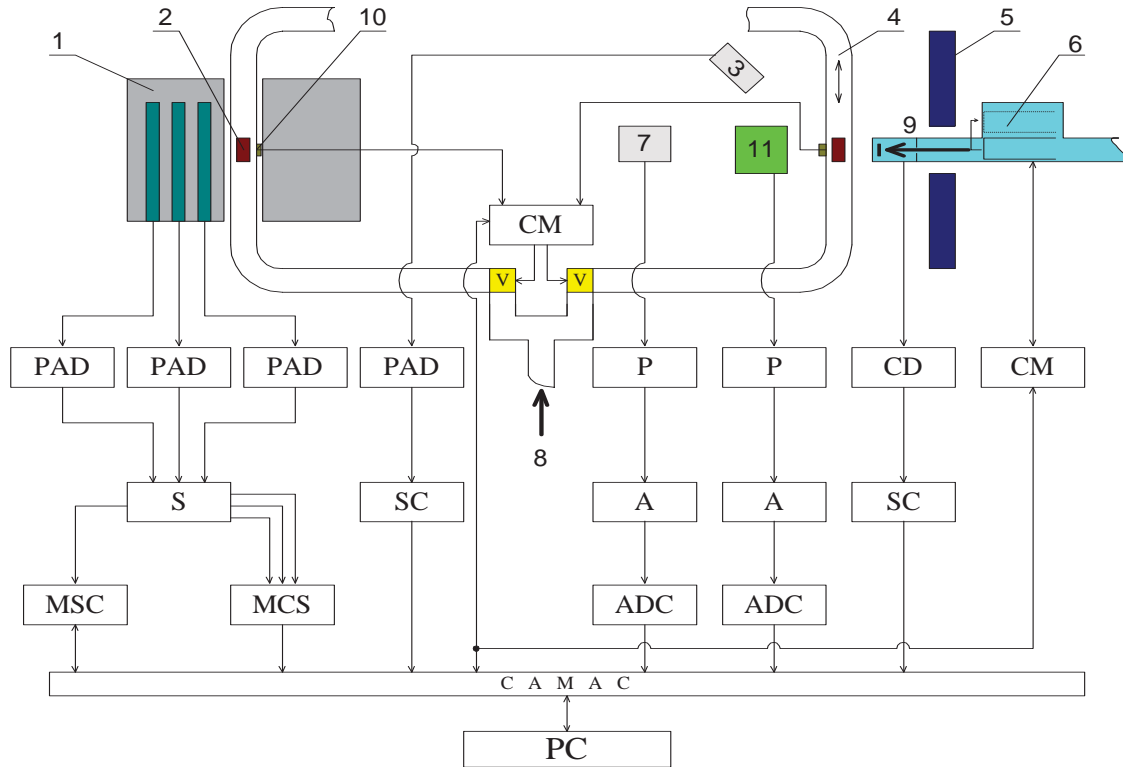 1 2 10 4 5 6
3
7 11 9
CM
V V
PAD PAD PAD PAD P P CD CM
8
S SC A A SC
MSC MCS ADC ADC
C A M A C
PC